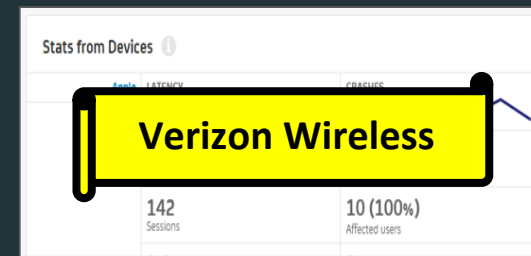 Stats from Devices
Apple LATENCY CRASHES
Verizon Wireless
142 10 (100%)
Sessions Affected users